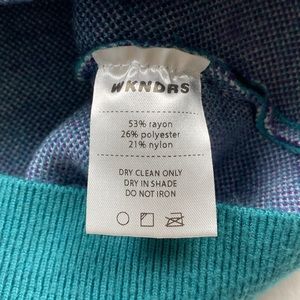 WKNDRS
53% rayon
26% polyester
21% nylon
DRY CLEAN ONLY
DRY IN SHADE
DO NOT IRON